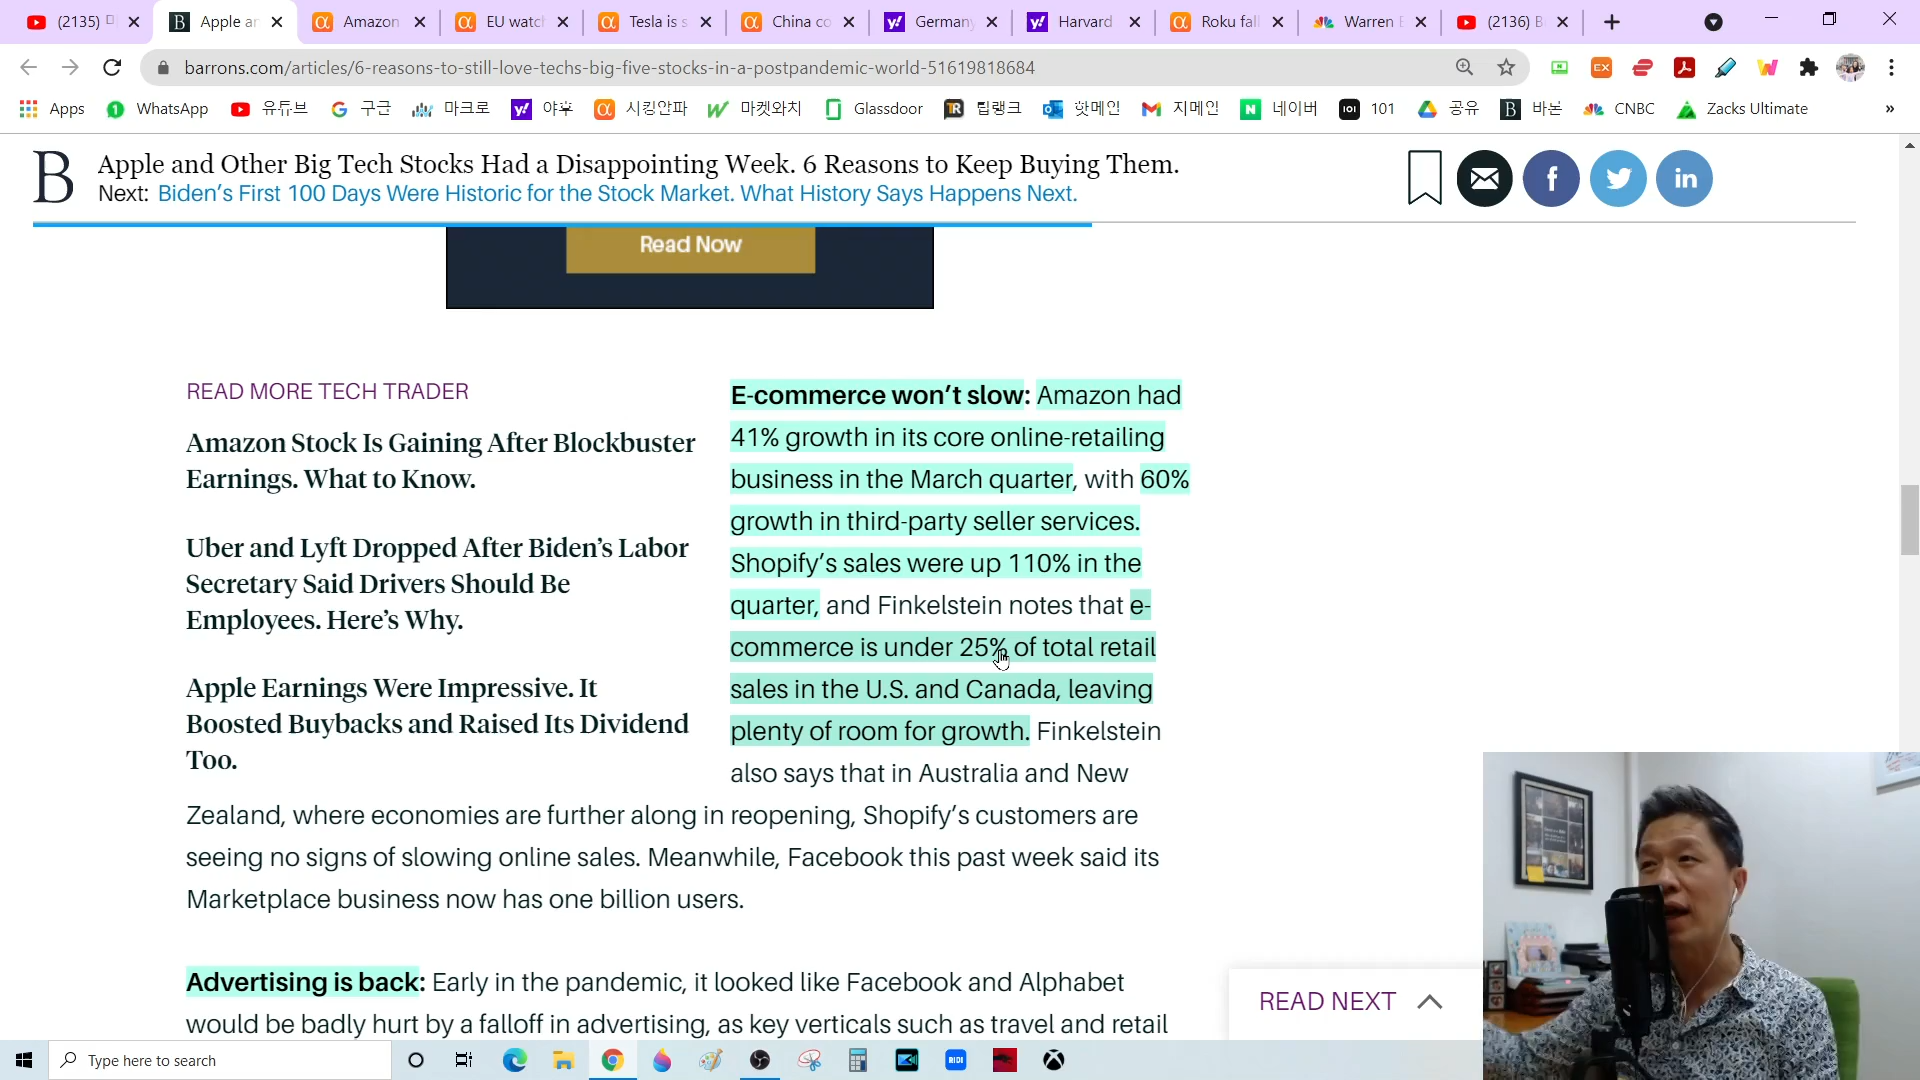 (2135) 
Apple an
Amazon
EU watc
Tesla is s
China co
Germany
Harvard
Roku fall
Warren B
(2136) B
barrons.com/articles/6-reasons-to-still-love-techs-big-five-stocks-in-a-postpandemic-world-51619818684
Apps
WhatsApp
유튜브
구글
마크로
야후
시킹안파
마켓와치
Glassdoor
팁랭크
핫메인
지메인
네이버
101
공유
바본
CNBC
Zacks Ultimate
»
B
Apple and Other Big Tech Stocks Had a Disappointing Week. 6 Reasons to Keep Buying Them.
Next: Biden's First 100 Days Were Historic for the Stock Market. What History Says Happens Next.
Read Now
READ MORE TECH TRADER
Amazon Stock Is Gaining After Blockbuster
Earnings. What to Know.
Uber and Lyft Dropped After Biden's Labor
Secretary Said Drivers Should Be
Employees. Here's Why.
Apple Earnings Were Impressive. It
Boosted Buybacks and Raised Its Dividend
Too.
E-commerce won't slow: Amazon had
41% growth in its core online-retailing
business in the March quarter, with 60%
growth in third-party seller services.
Shopify's sales were up 110% in the
quarter, and Finkelstein notes that e-
commerce is under 25% of total retail
sales in the U.S. and Canada, leaving
plenty of room for growth. Finkelstein
also says that in Australia and New
Zealand, where economies are further along in reopening, Shopify's customers are
seeing no signs of slowing online sales. Meanwhile, Facebook this past week said its
Marketplace business now has one billion users.
Advertising is back: Early in the pandemic, it looked like Facebook and Alphabet
would be badly hurt by a falloff in advertising, as key verticals such as travel and retail
READ NEXT
Type here to search
RIDI